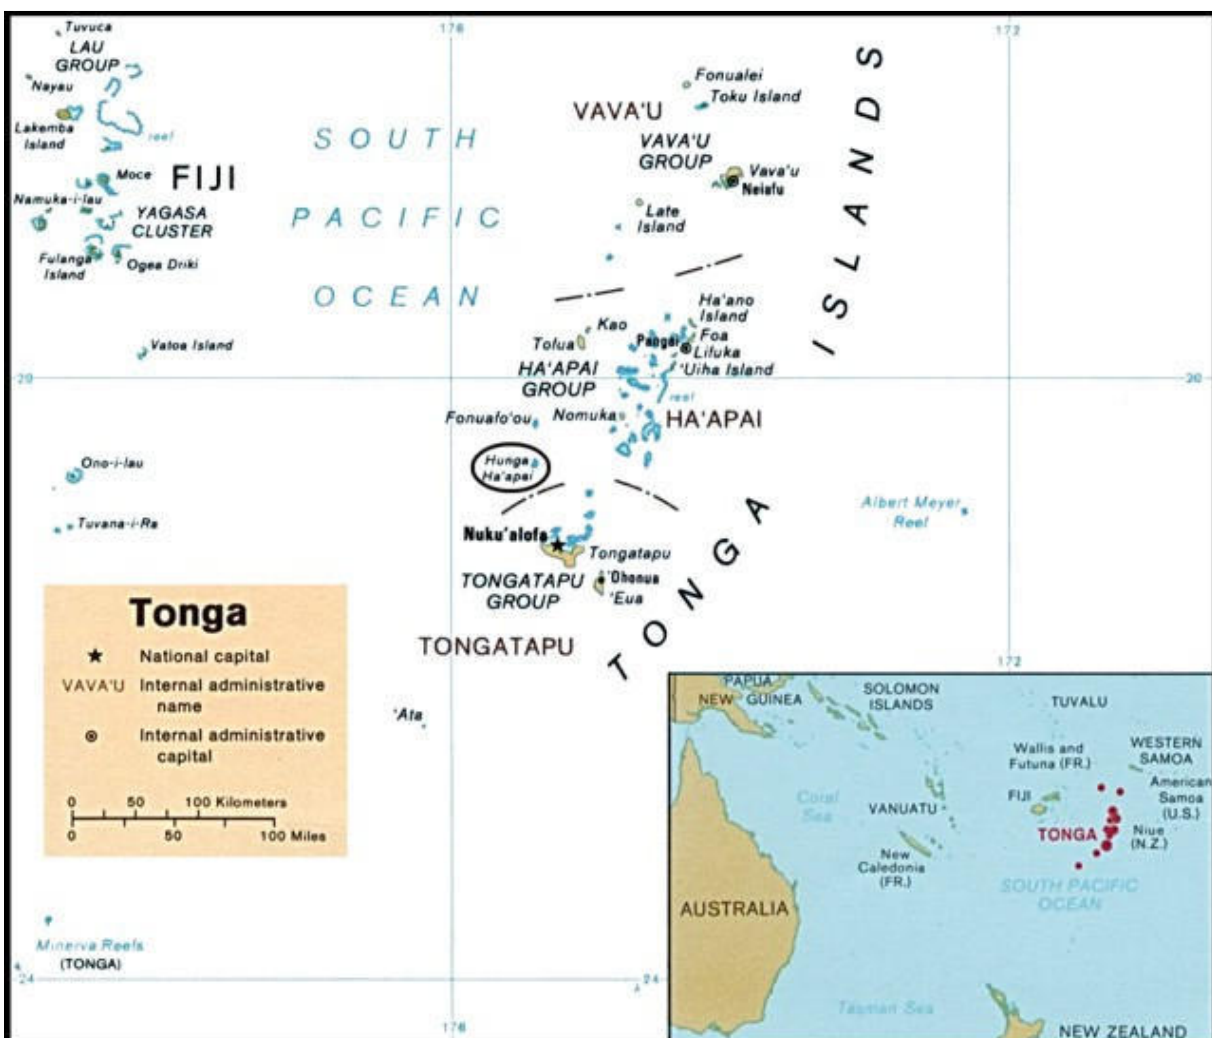 Tuvuca
LAU
GROUP
Nayau
Lakemba
Island
reef
Moce
FIJI
Namuka-i-lau
YAGASA
CLUSTER
Fulanga
Island
Ogea Driki
Vatoa Island
Ono-i-lau
Tuvana-i-Ra
176
172
SOUTH
PACIFIC
OCEAN
Fonualei
Toku Island
VAVA'U
VAVA'U
GROUP
Vava'u
Neiafu
Late
Island
Ha'ano
Island
Kao
Foa
Tofua
Pangai
Lifuka
'Uiha Island
HA'APAI
GROUP
reef
20
20
Fonuafo'ou
Nomuka
HA'APAI
Hunga
Ha'apai
Albert Meyer
Reef
Nuku'alofa
Tongatapu
TONGATAPU
GROUP
'Ohonua
'Eua
TONGATAPU
TONGA ISLANDS
'Ata
Minerva Reefs
(TONGA)
24
24
176
172
Tonga
National capital
VAVA'U Internal administrative
name
Internal administrative
capital
0 50 100 Kilometers
0 50 100 Miles
PAPUA
NEW GUINEA
SOLOMON
ISLANDS
TUVALU
Wallis and
Futuna (FR.)
WESTERN
SAMOA
American
Samoa
(U.S.)
Coral
Sea
VANUATU
FIJI
TONGA
Niue
(N.Z.)
New
Caledonia
(FR.)
SOUTH PACIFIC
OCEAN
AUSTRALIA
Tasman Sea
NEW ZEALAND